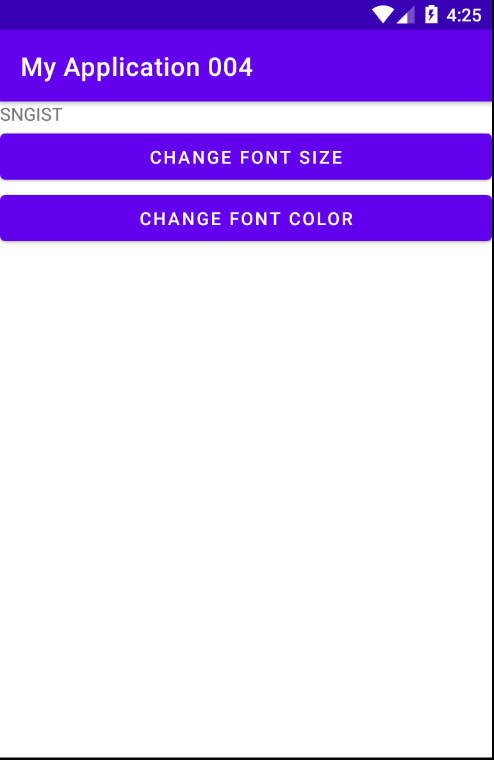 4:25
My Application 004
SNGIST
CHANGE FONT SIZE
CHANGE FONT COLOR